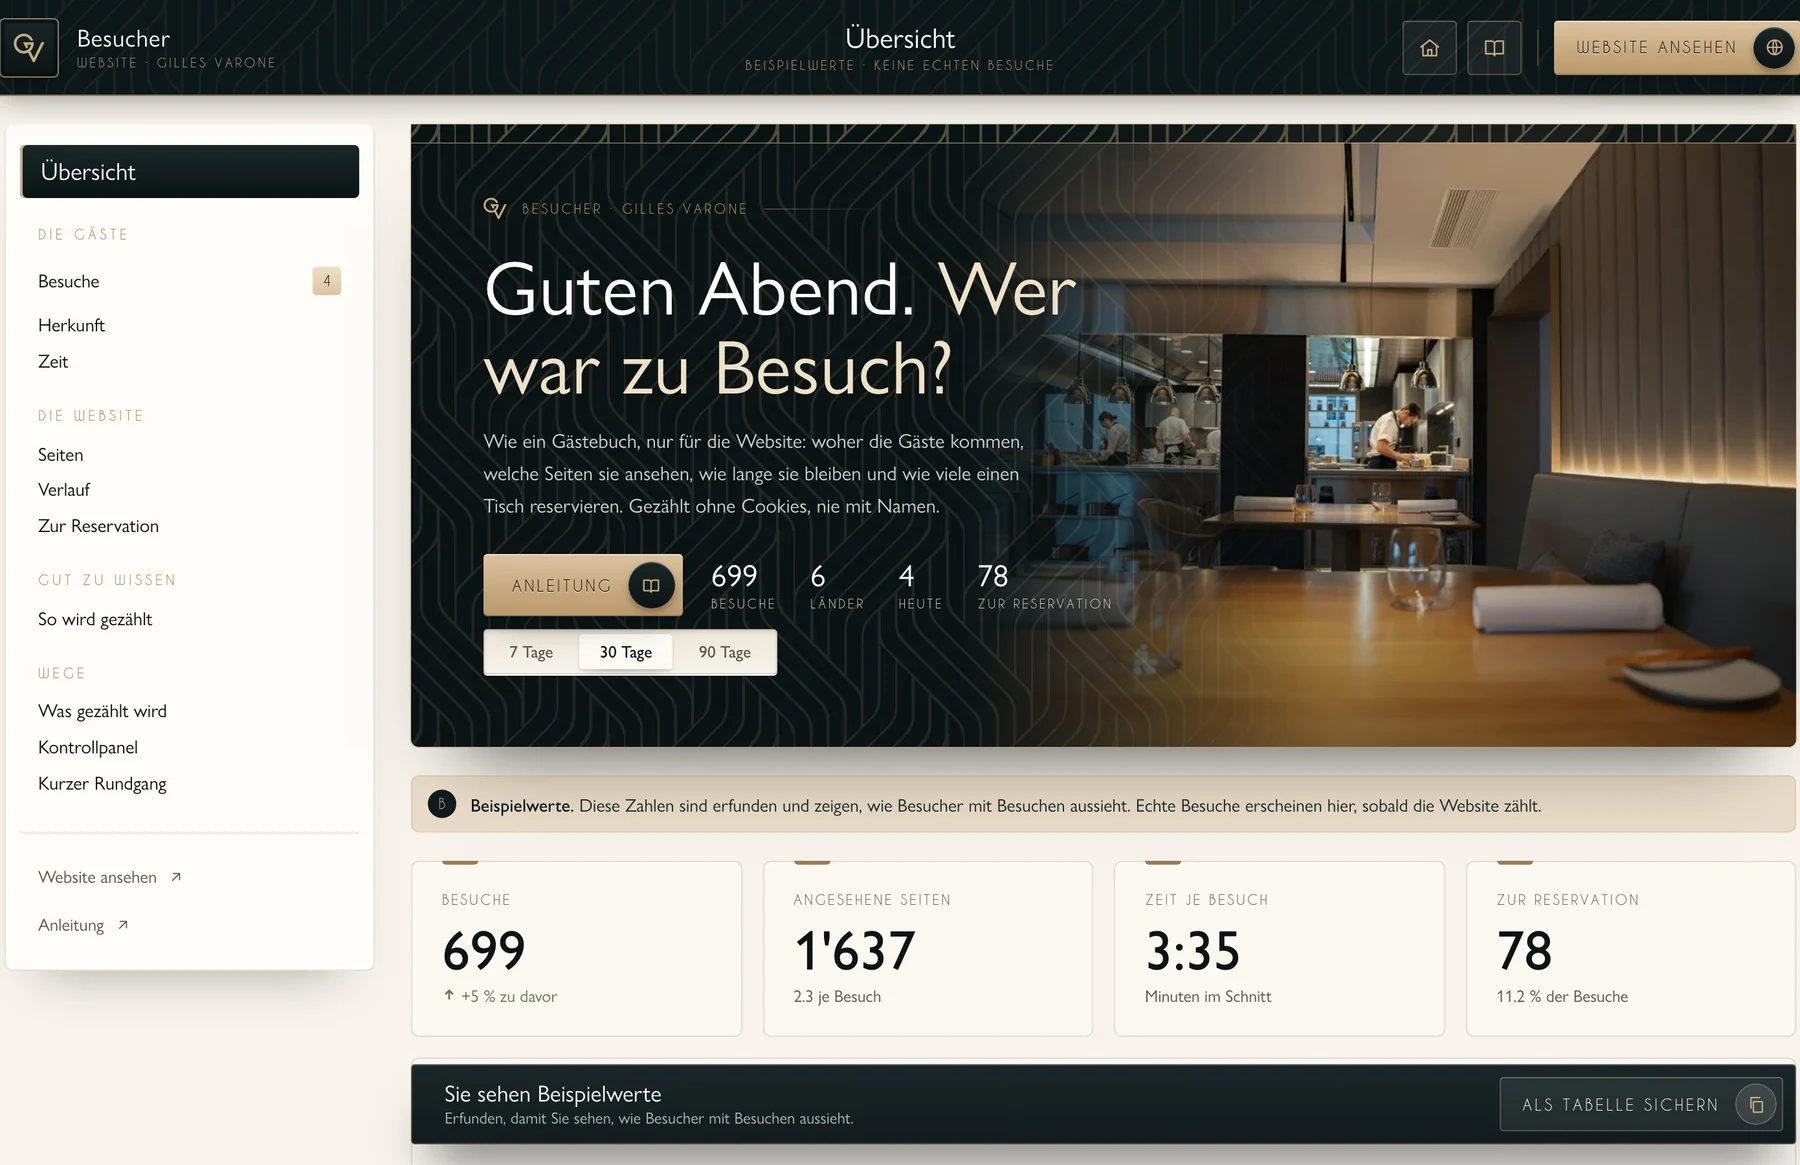 Besucher
WEBSITE · GILLES VARONE
Übersicht
BEISPIELWERTE · KEINE ECHTEN BESUCHE
WEBSITE ANSEHEN
Übersicht
DIE GÄSTE
Besuche 4
Herkunft
Zeit
DIE WEBSITE
Seiten
Verlauf
Zur Reservation
GUT ZU WISSEN
So wird gezählt
WEGE
Was gezählt wird
Kontrollpanel
Kurzer Rundgang
Website ansehen
Anleitung
BESUCHER · GILLES VARONE
Guten Abend. Wer
war zu Besuch?
Wie ein Gästebuch, nur für die Website: woher die Gäste kommen,
welche Seiten sie ansehen, wie lange sie bleiben und wie viele einen
Tisch reservieren. Gezählt ohne Cookies, nie mit Namen.
ANLEITUNG
699 6 4 78
BESUCHE LÄNDER HEUTE ZUR RESERVATION
7 Tage 30 Tage 90 Tage
B Beispielwerte. Diese Zahlen sind erfunden und zeigen, wie Besucher mit Besuchen aussieht. Echte Besuche erscheinen hier, sobald die Website zählt.
BESUCHE
699
+5 % zu davor
ANGESEHENE SEITEN
1'637
2.3 je Besuch
ZEIT JE BESUCH
3:35
Minuten im Schnitt
ZUR RESERVATION
78
11.2 % der Besuche
Sie sehen Beispielwerte
Erfunden, damit Sie sehen, wie Besucher mit Besuchen aussieht.
ALS TABELLE SICHERN